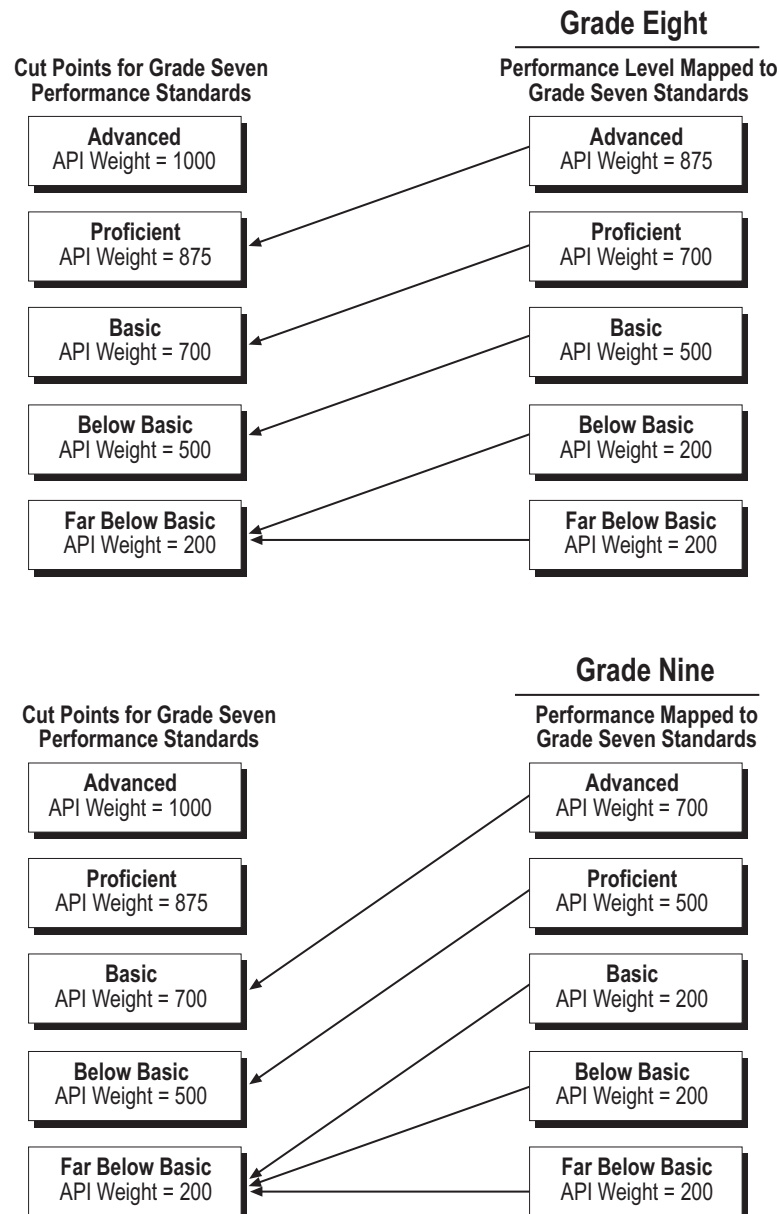 Grade Eight
Cut Points for Grade Seven
Performance Standards
Performance Level Mapped to
Grade Seven Standards
Advanced
API Weight = 1000
Proficient
API Weight = 875
Basic
API Weight = 700
Below Basic
API Weight = 500
Far Below Basic
API Weight = 200
Advanced
API Weight = 875
Proficient
API Weight = 700
Basic
API Weight = 500
Below Basic
API Weight = 200
Far Below Basic
API Weight = 200
Grade Nine
Cut Points for Grade Seven
Performance Standards
Performance Mapped to
Grade Seven Standards
Advanced
API Weight = 1000
Proficient
API Weight = 875
Basic
API Weight = 700
Below Basic
API Weight = 500
Far Below Basic
API Weight = 200
Advanced
API Weight = 700
Proficient
API Weight = 500
Basic
API Weight = 200
Below Basic
API Weight = 200
Far Below Basic
API Weight = 200